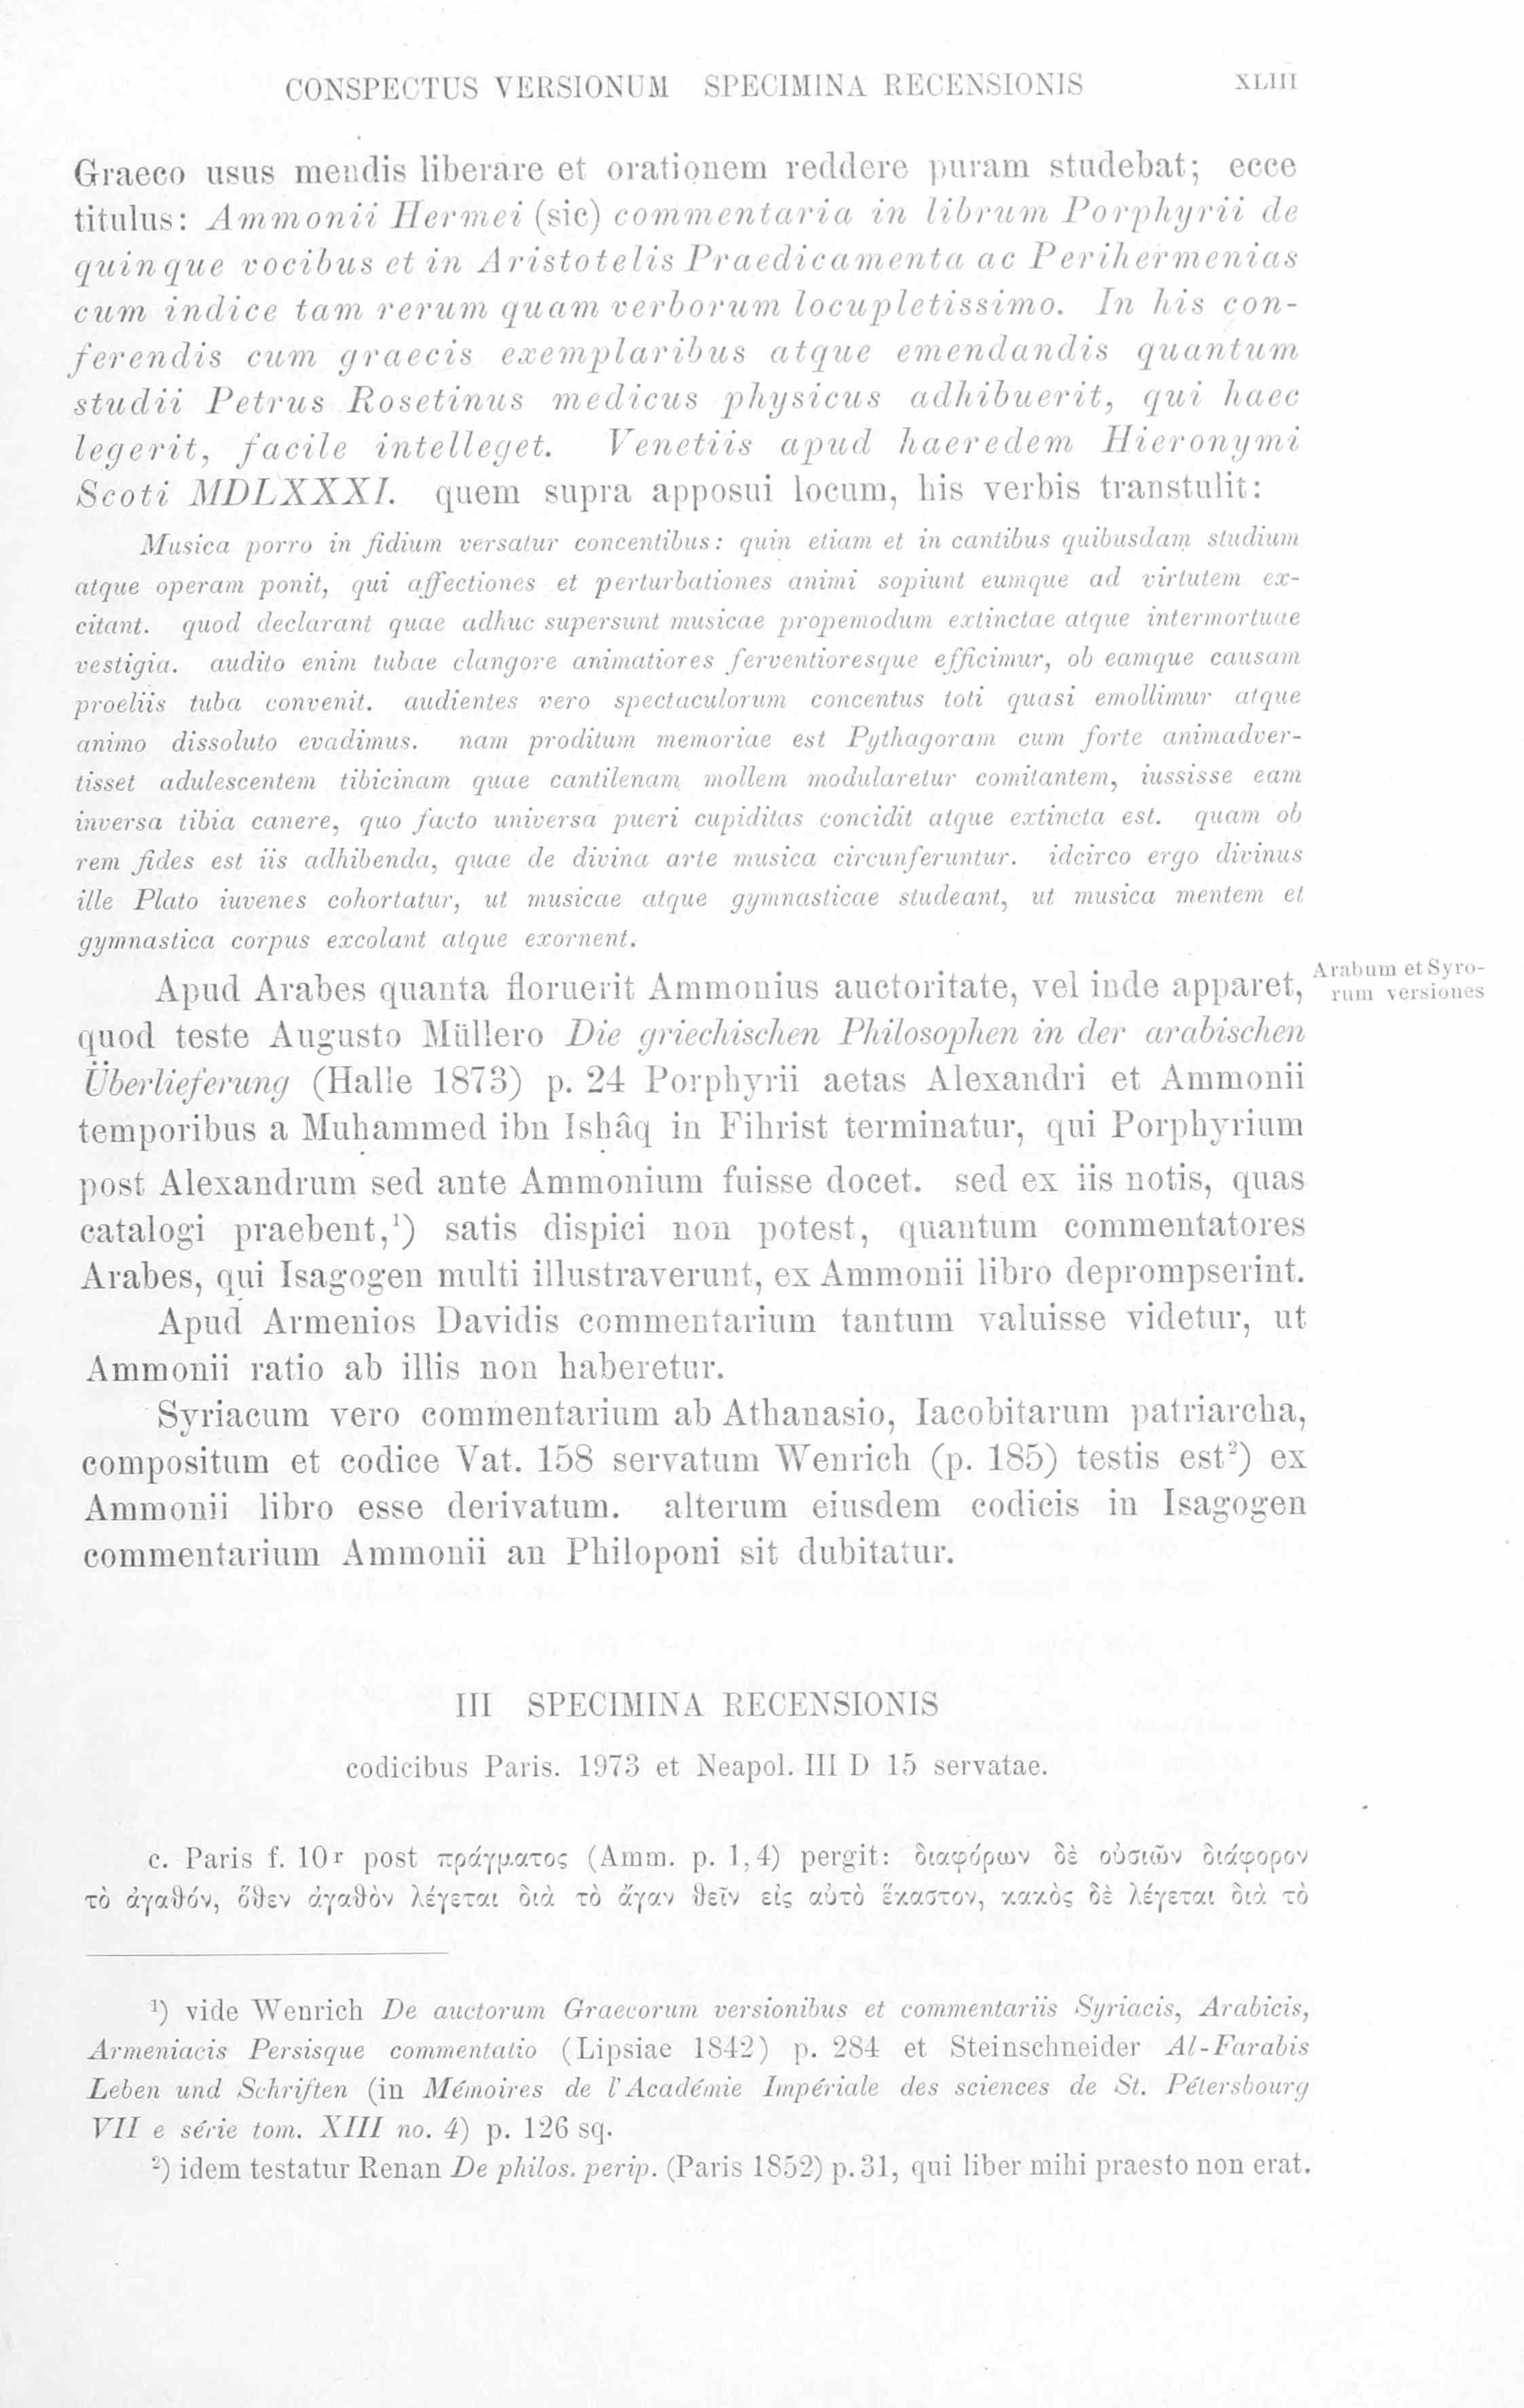 CONSPECTUS VERSIONUM SPECIMINA RECENSIONIS XLIII
Graeco usus mendis liberare et orationem reddere puram studebat; ecce
titulus: Ammonii Hermei (sic) commentaria in librum Porphyrii de
quinque vocibus et in Aristotelis Praedicamenta ac Perihermenias
cum indice tam rerum quam verborum locupletissimo. In his con-
ferendis cum graecis exemplaribus atque emendandis quantum
studii Petrus Rosetinus medicus physicus adhibuerit, qui haec
legerit, facile intelleget. Venetiis apud haeredem Hieronymi
Scoti MDLXXXI. quem supra apposui locum, his verbis transtulit:
Musica porro in fidium versatur concentibus: quin etiam et in cantibus quibusdam studium
atque operam ponit, qui affectiones et perturbationes animi sopiunt eumque ad virtutem ex-
citant. quod declarant quae adhuc supersunt musicae propemodum extinctae atque intermortuae
vestigia. audito enim tubae clangore animatiores ferventioresque efficimur, ob eamque causam
proeliis tuba convenit. audientes vero spectaculorum concentus toti quasi emollimur atque
animo dissoluto evadimus. nam proditum memoriae est Pythagoram cum forte animadver-
tisset adulescentem tibicinam quae cantilenam mollem modularetur comitantem, iussisse eam
inversa tibia canere, quo facto universa pueri cupiditas concidit atque extincta est. quam ob
rem fides est iis adhibenda, quae de divina arte musica circunferuntur. idcirco ergo divinus
ille Plato iuvenes cohortatur, ut musicae atque gymnasticae studeant, ut musica mentem et
gymnastica corpus excolant atque exornent.
Apud Arabes quanta floruerit Ammonius auctoritate, vel inde apparet,
Arabum et Syro-
rum versiones
quod teste Augusto Müllero Die griechischen Philosophen in der arabischen
Überlieferung (Halle 1873) p. 24 Porphyrii aetas Alexandri et Ammonii
temporibus a Muḥammed ibn Isḥâq in Fihrist terminatur, qui Porphyrium
post Alexandrum sed ante Ammonium fuisse docet. sed ex iis notis, quas
catalogi praebent,¹) satis dispici non potest, quantum commentatores
Arabes, qui Isagogen multi illustraverunt, ex Ammonii libro deprompserint.
Apud Armenios Davidis commentarium tantum valuisse videtur, ut
Ammonii ratio ab illis non haberetur.
Syriacum vero commentarium ab Athanasio, Iacobitarum patriarcha,
compositum et codice Vat. 158 servatum Wenrich (p. 185) testis est²) ex
Ammonii libro esse derivatum. alterum eiusdem codicis in Isagogen
commentarium Ammonii an Philoponi sit dubitatur.
III SPECIMINA RECENSIONIS
codicibus Paris. 1973 et Neapol. III D 15 servatae.
c. Paris f. 10r post πράγματος (Amm. p. 1,4) pergit: διαφόρων δὲ οὐσιῶν διάφορον
τὸ ἀγαθόν, ὅθεν ἀγαθὸν λέγεται διὰ τὸ ἄγαν θεῖν εἰς αὐτὸ ἕκαστον, κακὸς δὲ λέγεται διὰ τὸ
¹) vide Wenrich De auctorum Graecorum versionibus et commentariis Syriacis, Arabicis,
Armeniacis Persisque commentatio (Lipsiae 1842) p. 284 et Steinschneider Al-Farabis
Leben und Schriften (in Mémoires de l'Académie Impériale des sciences de St. Pétersbourg
VII e série tom. XIII no. 4) p. 126 sq.
²) idem testatur Renan De philos. perip. (Paris 1852) p. 31, qui liber mihi praesto non erat.